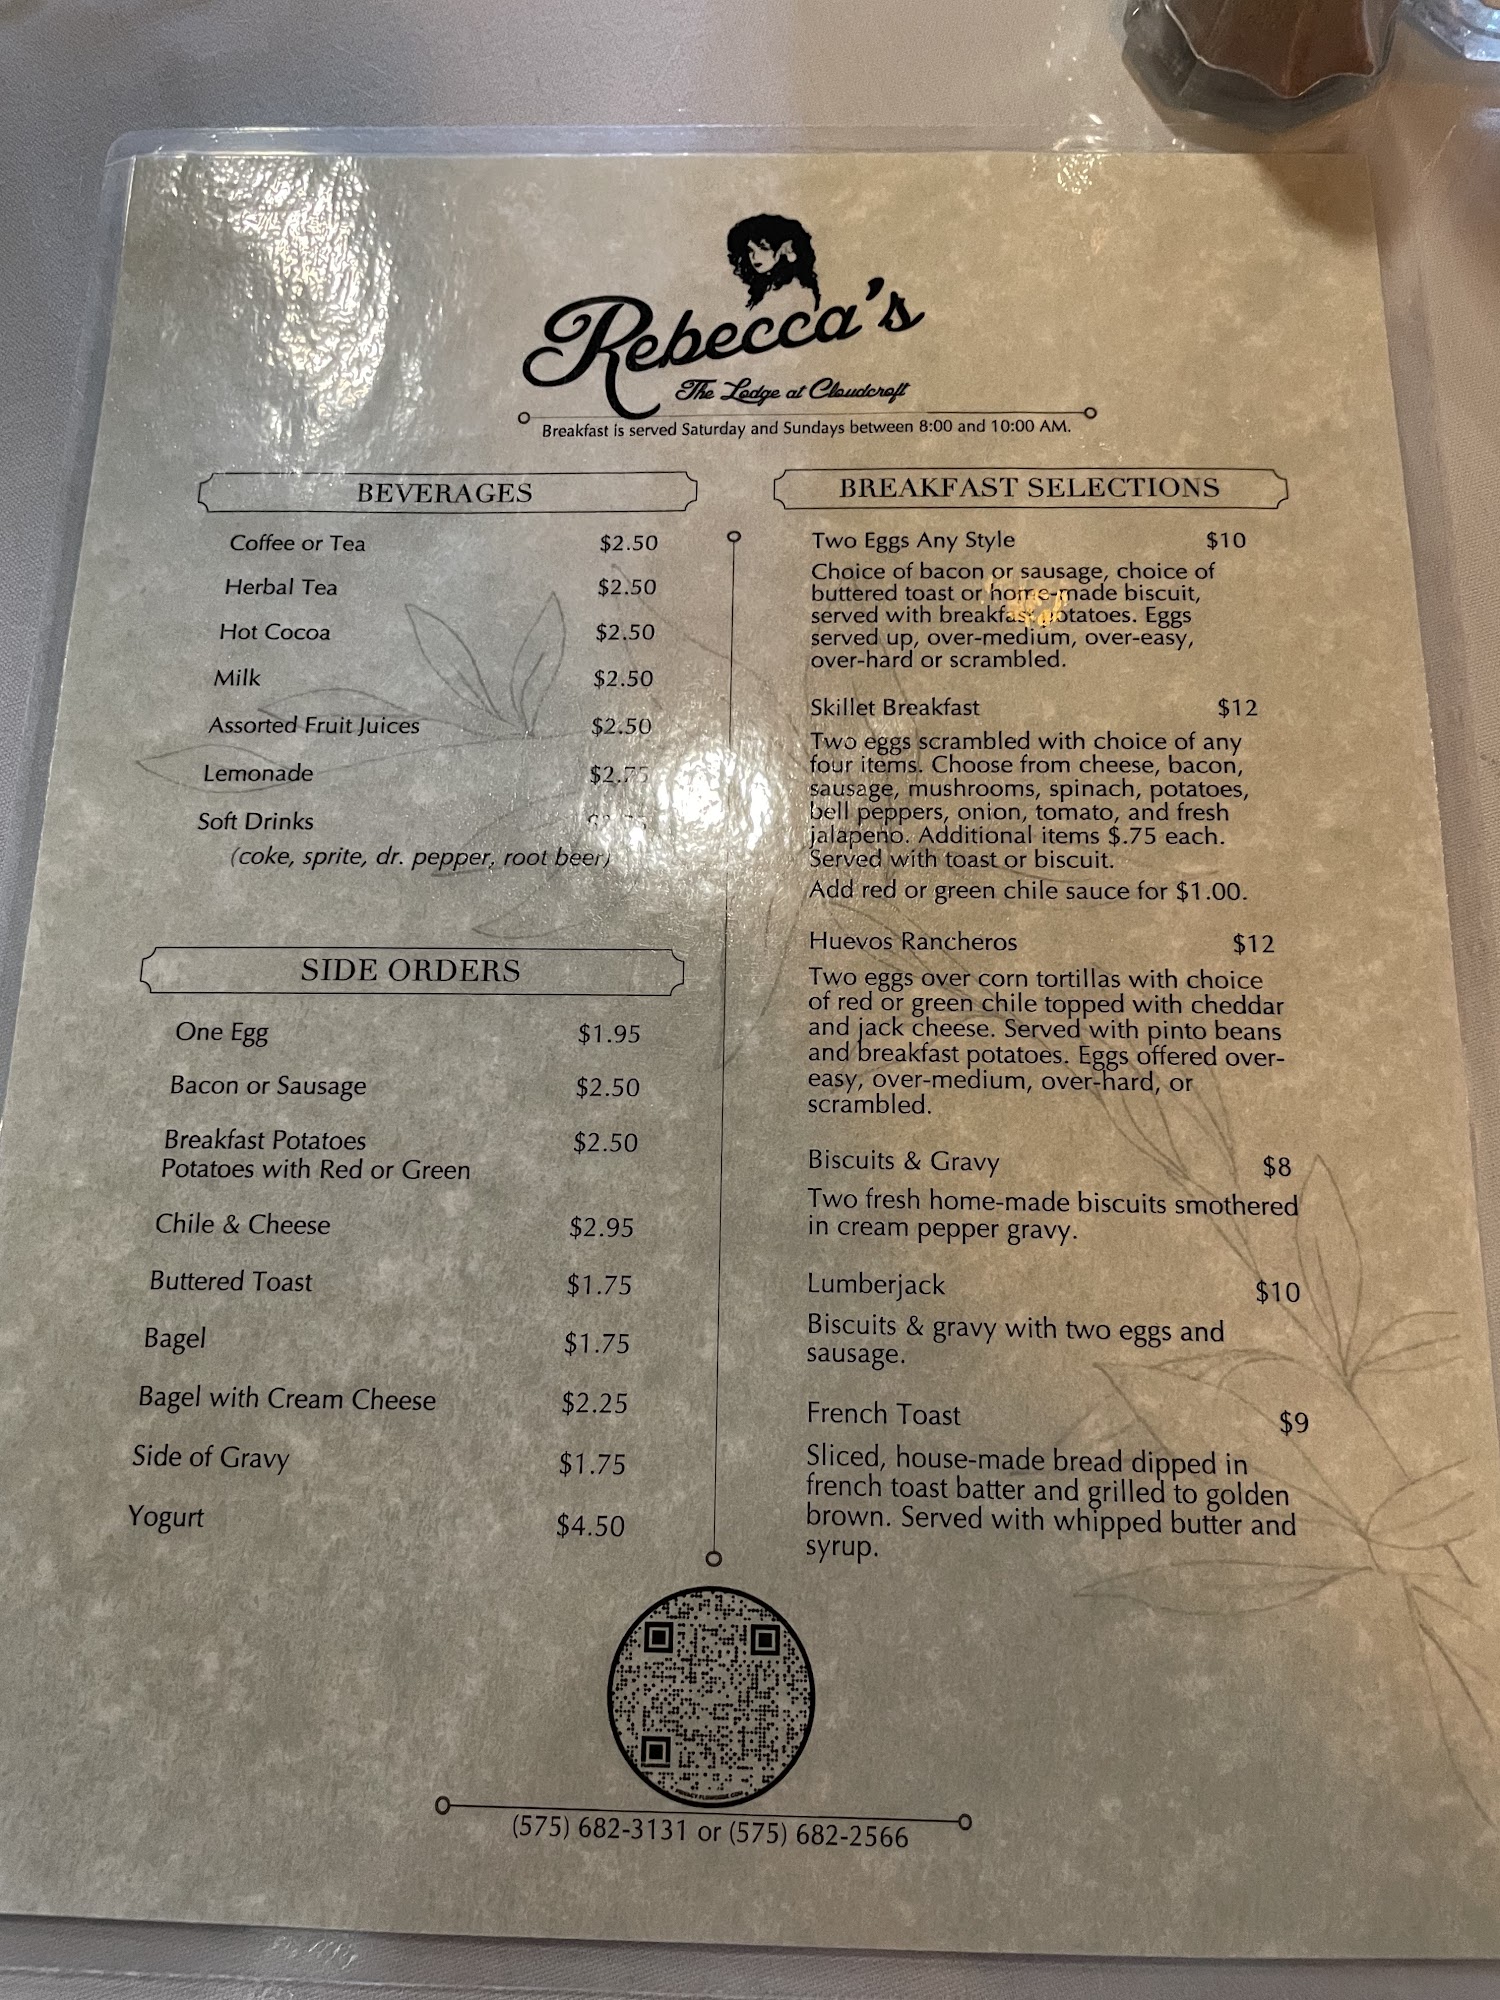 Rebecca's
The Lodge at Cloudcroft
Breakfast is served Saturday and Sundays between 8:00 and 10:00 AM.
BEVERAGES
Coffee or Tea $2.50
Herbal Tea $2.50
Hot Cocoa $2.50
Milk $2.50
Assorted Fruit Juices $2.50
Lemonade $2.75
Soft Drinks
(coke, sprite, dr. pepper, root beer)
SIDE ORDERS
One Egg $1.95
Bacon or Sausage $2.50
Breakfast Potatoes $2.50
Potatoes with Red or Green
Chile & Cheese $2.95
Buttered Toast $1.75
Bagel $1.75
Bagel with Cream Cheese $2.25
Side of Gravy $1.75
Yogurt $4.50
BREAKFAST SELECTIONS
Two Eggs Any Style $10
Choice of bacon or sausage, choice of
buttered toast or home-made biscuit,
served with breakfast potatoes. Eggs
served up, over-medium, over-easy,
over-hard or scrambled.
Skillet Breakfast $12
Two eggs scrambled with choice of any
four items. Choose from cheese, bacon,
sausage, mushrooms, spinach, potatoes,
bell peppers, onion, tomato, and fresh
jalapeno. Additional items $.75 each.
Served with toast or biscuit.
Add red or green chile sauce for $1.00.
Huevos Rancheros $12
Two eggs over corn tortillas with choice
of red or green chile topped with cheddar
and jack cheese. Served with pinto beans
and breakfast potatoes. Eggs offered over-
easy, over-medium, over-hard, or
scrambled.
Biscuits & Gravy $8
Two fresh home-made biscuits smothered
in cream pepper gravy.
Lumberjack $10
Biscuits & gravy with two eggs and
sausage.
French Toast $9
Sliced, house-made bread dipped in
french toast batter and grilled to golden
brown. Served with whipped butter and
syrup.
(575) 682-3131 or (575) 682-2566